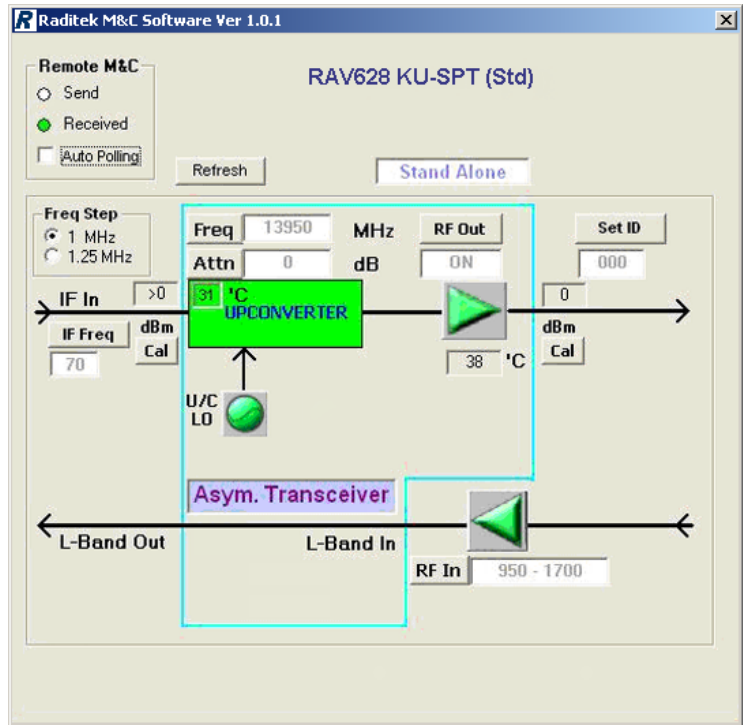 Raditek M&C Software Ver 1.0.1
Remote M&C
Send
Received
Auto Polling
RAV628 KU-SPT (Std)
Refresh
Stand Alone
Freq Step
1 MHz
1.25 MHz
Freq 13950 MHz
RF Out
Set ID
Attn 0 dB
ON
000
IF In
>0
31 'C
UPCONVERTER
0
IF Freq
dBm
dBm
70
Cal
38 'C
Cal
U/C
LO
Asym. Transceiver
L-Band Out
L-Band In
RF In 950 - 1700